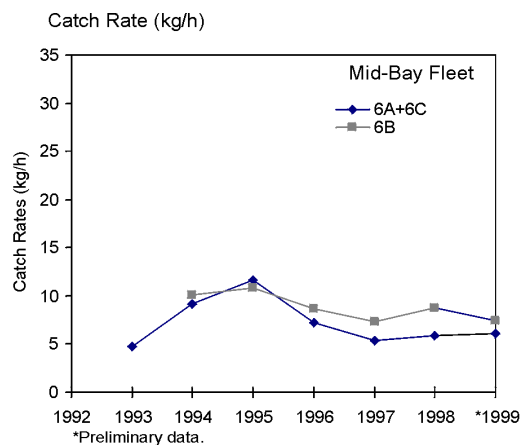 Catch Rate (kg/h)
35
30
25
20
15
10
5
0
Catch Rates (kg/h)
Mid-Bay Fleet
6A+6C
6B
1992 1993 1994 1995 1996 1997 1998 *1999
*Preliminary data.